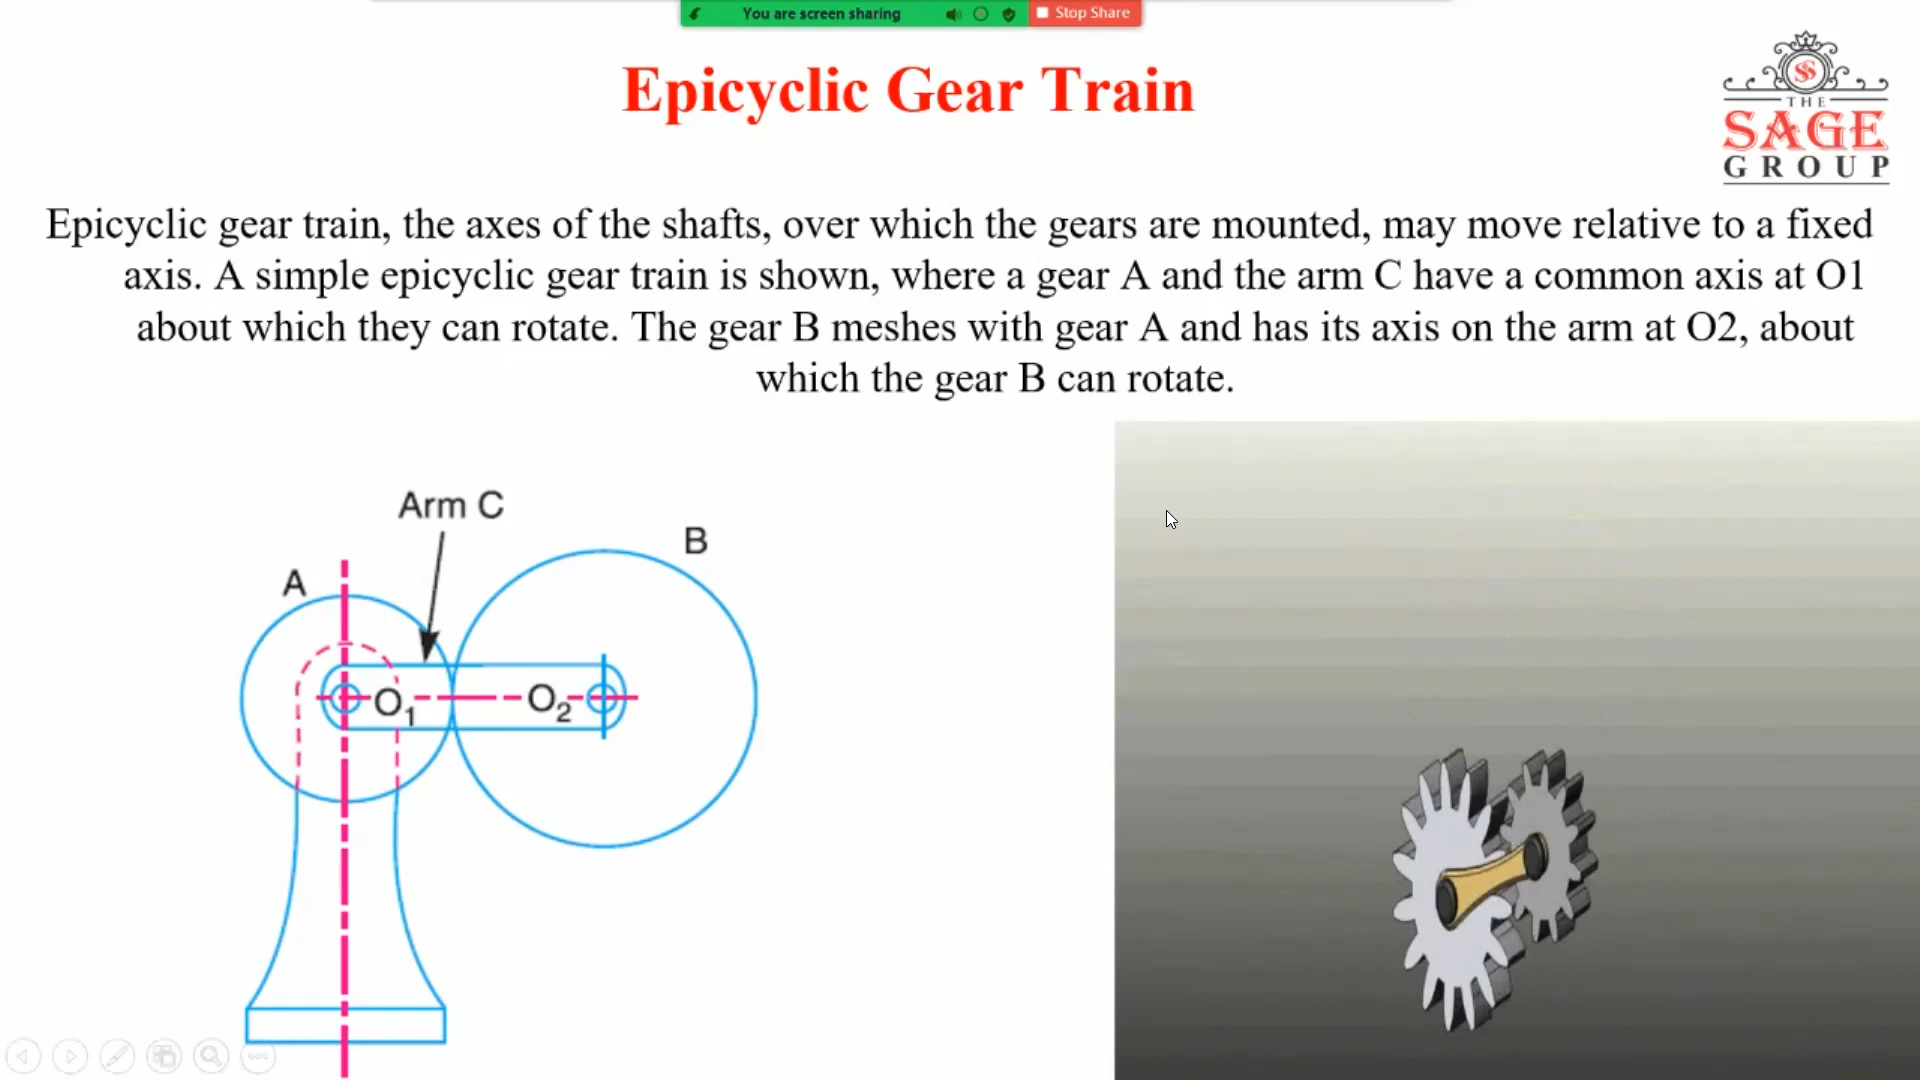 You are screen sharing
Stop Share
Epicyclic Gear Train
SS
THE
SAGE
GROUP
Epicyclic gear train, the axes of the shafts, over which the gears are mounted, may move relative to a fixed
axis. A simple epicyclic gear train is shown, where a gear A and the arm C have a common axis at O1
about which they can rotate. The gear B meshes with gear A and has its axis on the arm at O2, about
which the gear B can rotate.
Arm C
B
A
O1
O2